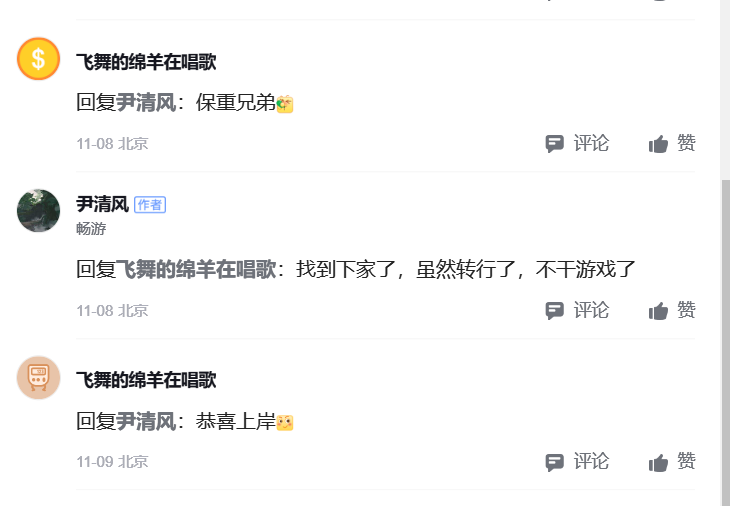 飞舞的绵羊在唱歌
回复尹清风：保重兄弟
11-08 北京 评论 赞
尹清风 作者
畅游
回复飞舞的绵羊在唱歌：找到下家了，虽然转行了，不干游戏了
11-08 北京 评论 赞
飞舞的绵羊在唱歌
回复尹清风：恭喜上岸
11-09 北京 评论 赞